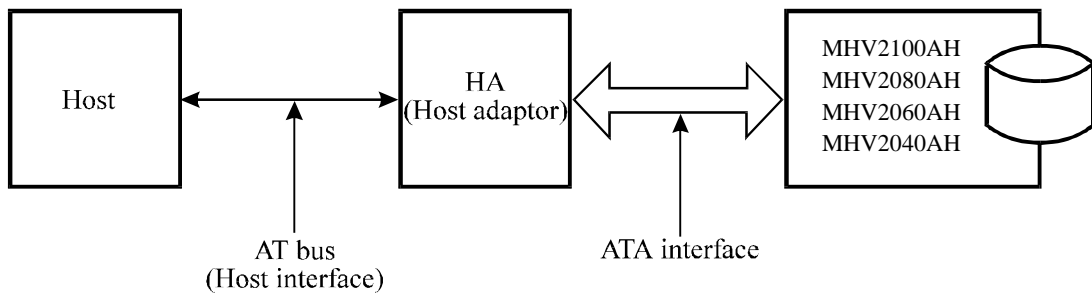 Host
HA
(Host adaptor)
MHV2100AH
MHV2080AH
MHV2060AH
MHV2040AH
AT bus
(Host interface)
ATA interface